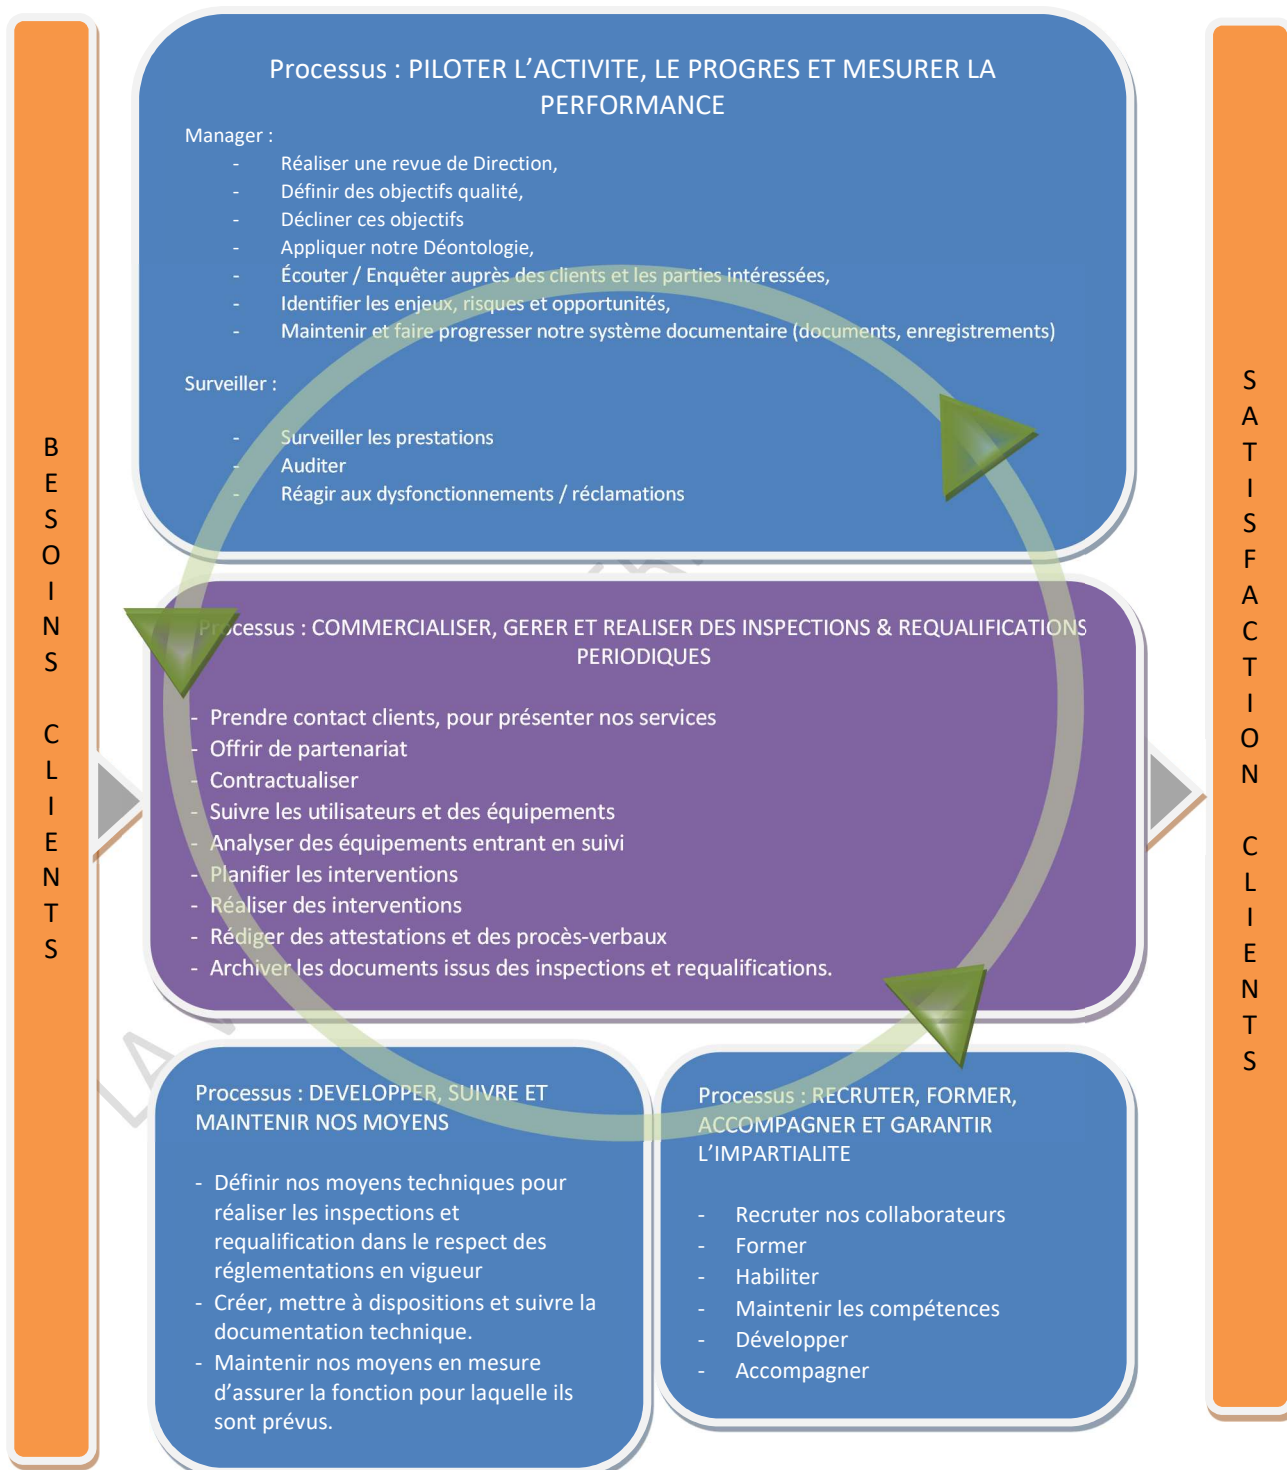 BESOINS CLIENTS
Processus : PILOTER L’ACTIVITE, LE PROGRES ET MESURER LA
PERFORMANCE
Manager :
- Réaliser une revue de Direction,
- Définir des objectifs qualité,
- Décliner ces objectifs
- Appliquer notre Déontologie,
- Écouter / Enquêter auprès des clients et les parties intéressées,
- Identifier les enjeux, risques et opportunités,
- Maintenir et faire progresser notre système documentaire (documents, enregistrements)
Surveiller :
- Surveiller les prestations
- Auditer
- Réagir aux dysfonctionnements / réclamations
Processus : COMMERCIALISER, GERER ET REALISER DES INSPECTIONS & REQUALIFICATIONS
PERIODIQUES
- Prendre contact clients, pour présenter nos services
- Offrir de partenariat
- Contractualiser
- Suivre les utilisateurs et des équipements
- Analyser des équipements entrant en suivi
- Planifier les interventions
- Réaliser des interventions
- Rédiger des attestations et des procès-verbaux
- Archiver les documents issus des inspections et requalifications.
Processus : DEVELOPPER, SUIVRE ET
MAINTENIR NOS MOYENS
- Définir nos moyens techniques pour
réaliser les inspections et
requalification dans le respect des
réglementations en vigueur
- Créer, mettre à dispositions et suivre la
documentation technique.
- Maintenir nos moyens en mesure
d’assurer la fonction pour laquelle ils
sont prévus.
Processus : RECRUTER, FORMER,
ACCOMPAGNER ET GARANTIR
L’IMPARTIALITE
- Recruter nos collaborateurs
- Former
- Habiliter
- Maintenir les compétences
- Développer
- Accompagner
SATISFACTION CLIENTS